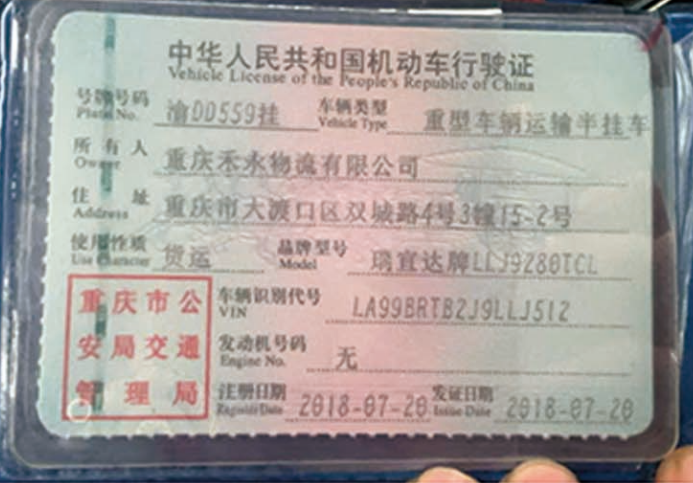 中华人民共和国机动车行驶证
Vehicle License of the People's Republic of China
号牌号码 渝DD559挂 车辆类型 重型车辆运输半挂车
Plate No. Vehicle Type
所有人 重庆禾永物流有限公司
Owner
住址 重庆市大渡口区双城路4号3幢15-2号
Address
使用性质 货运 品牌型号 瑞宣达牌LLJ9280TCL
Use Character Model
重庆市公
安局交通
管理局
车辆识别代号 LA99BRTB2J9LLJ512
VIN
发动机号码 无
Engine No.
注册日期 2018-07-20 发证日期 2018-07-20
Register Date Issue Date